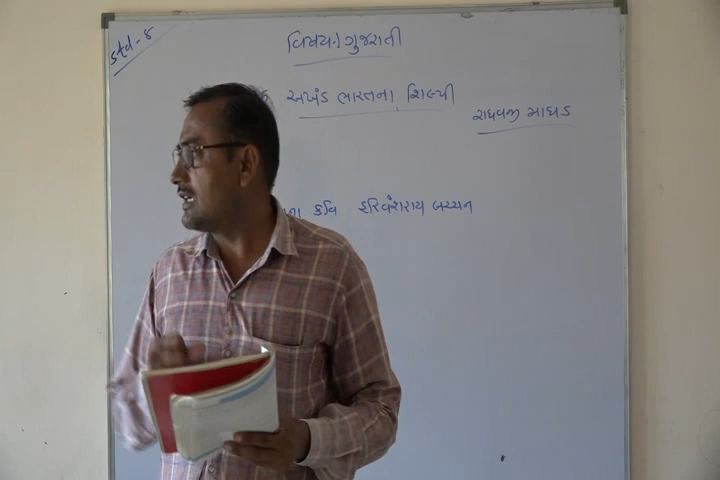 Std - 8
વિષય : ગુજરાતી
અખંડ ભારતના શિલ્પી
રાઘવજી માધડ
કવિ હરિવંશરાય બચ્ચન